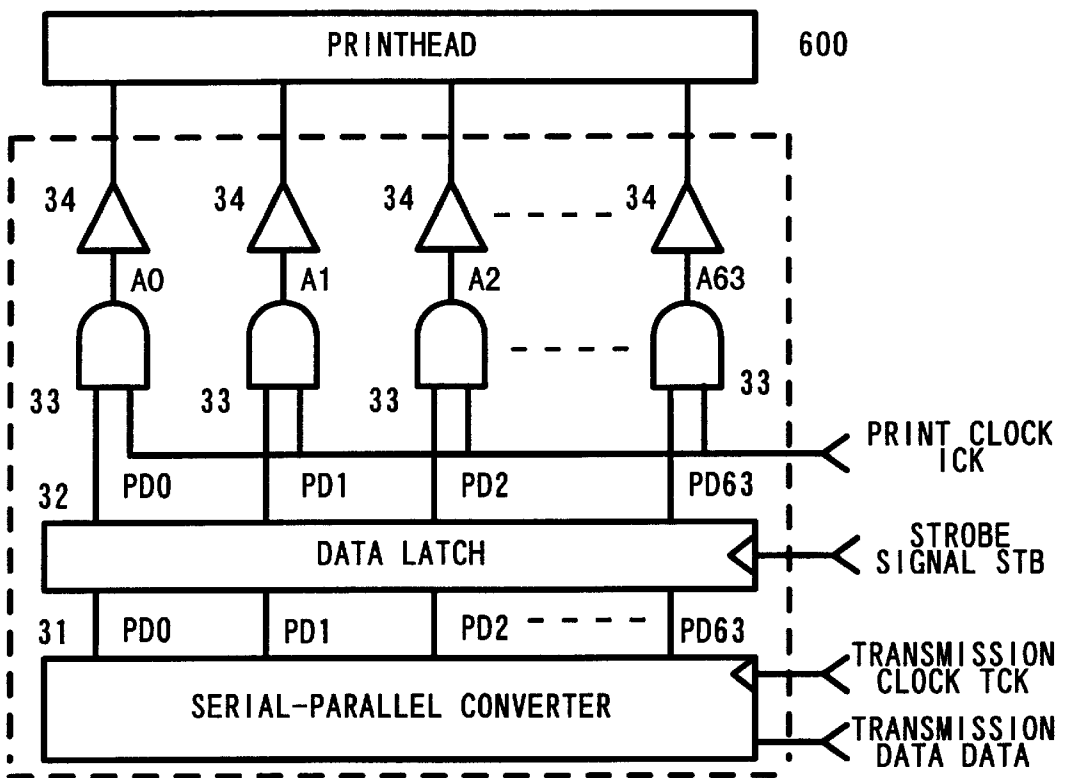 PRINTHEAD 600
34 34 34 34
A0 A1 A2 A63
33 33 33 33
PRINT CLOCK
ICK
32 PD0 PD1 PD2 PD63
DATA LATCH
STROBE
SIGNAL STB
31 PD0 PD1 PD2 PD63
SERIAL-PARALLEL CONVERTER
TRANSMISSION
CLOCK TCK
TRANSMISSION
DATA DATA